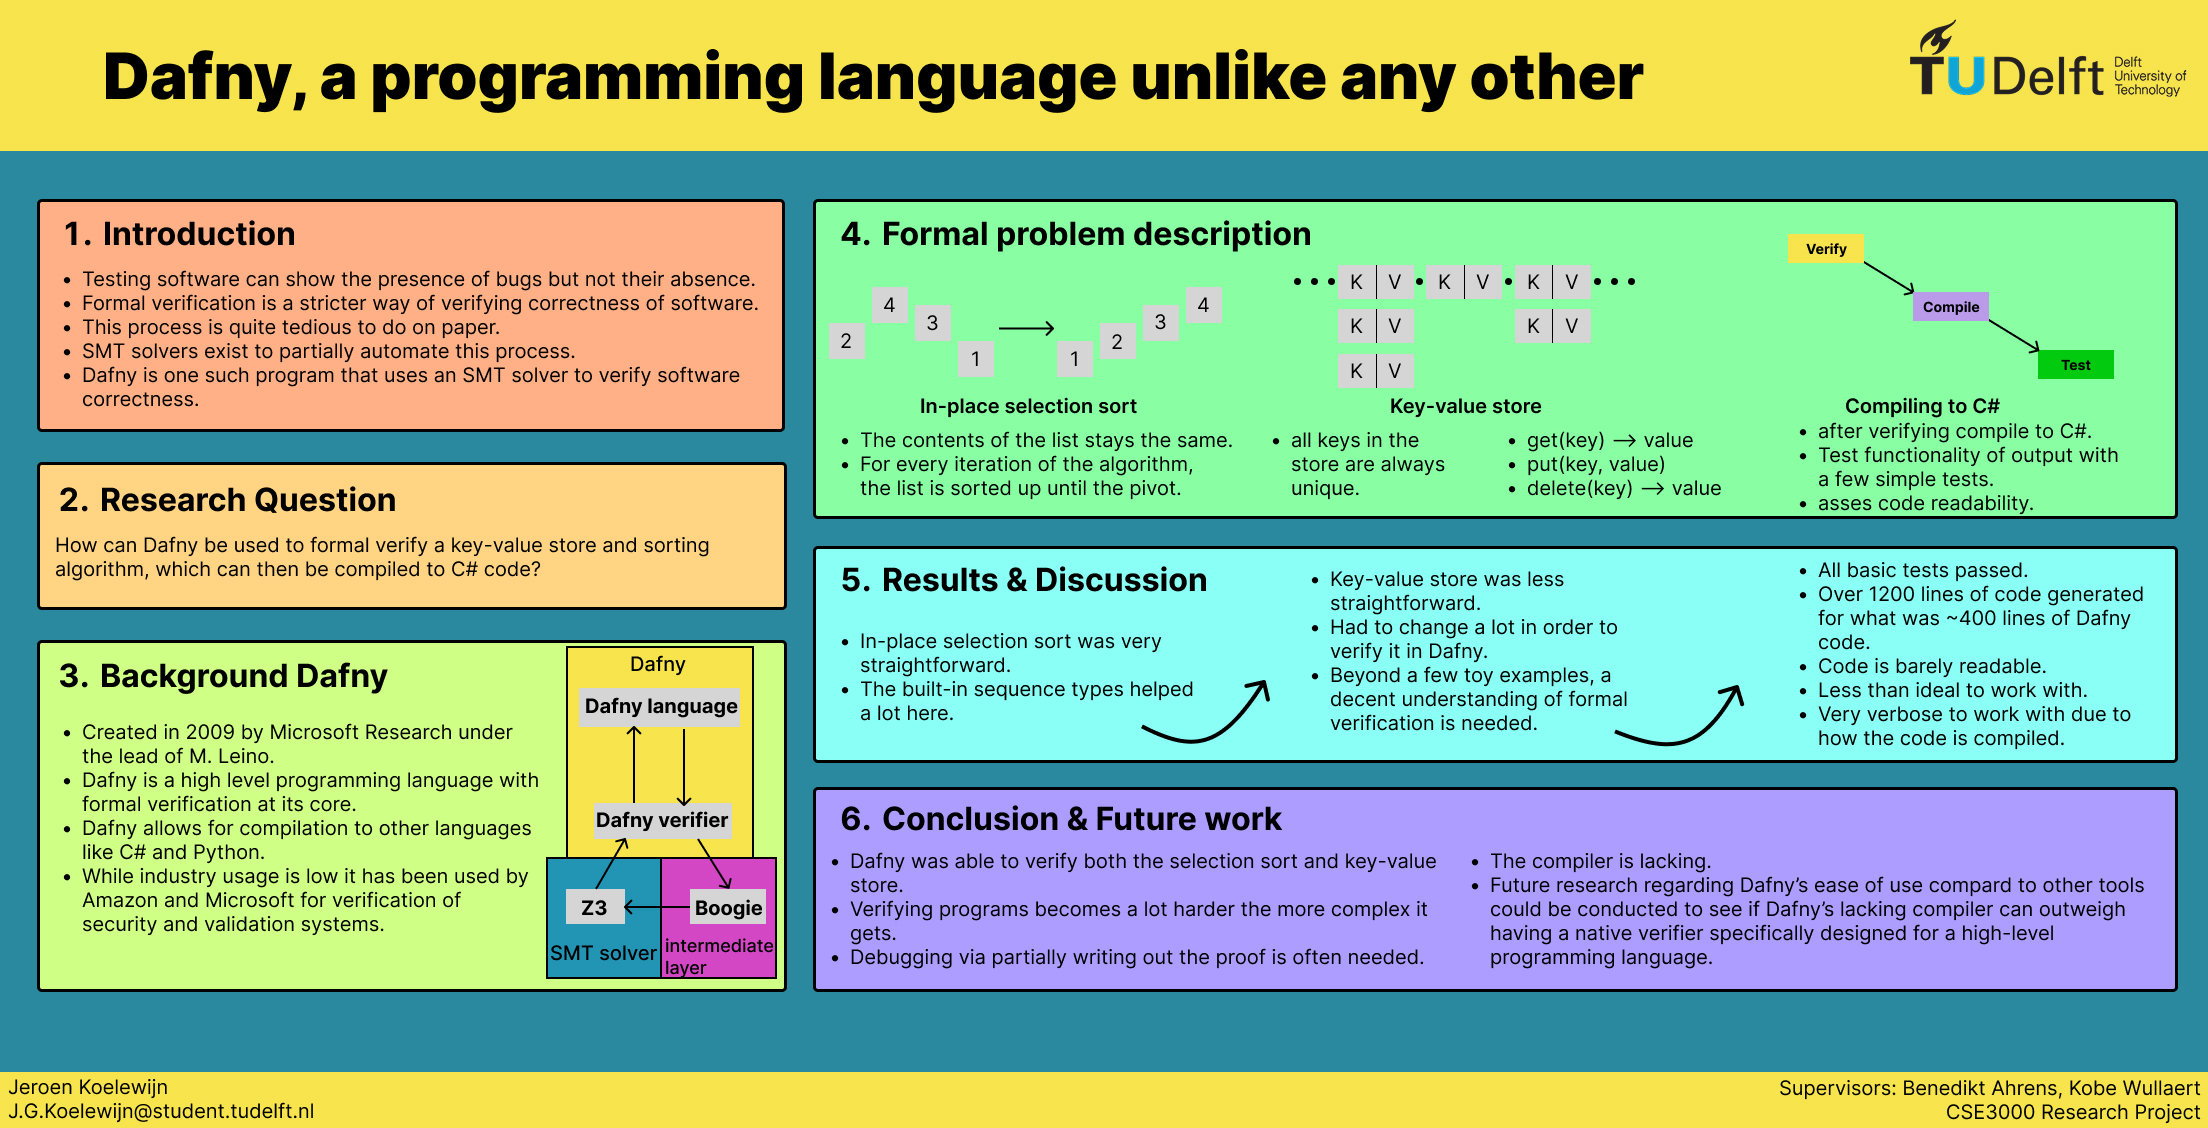 Dafny, a programming language unlike any other
TU Delft
Delft
University of
Technology
1. Introduction
• Testing software can show the presence of bugs but not their absence.
• Formal verification is a stricter way of verifying correctness of software.
• This process is quite tedious to do on paper.
• SMT solvers exist to partially automate this process.
• Dafny is one such program that uses an SMT solver to verify software
correctness.
2. Research Question
How can Dafny be used to formal verify a key-value store and sorting
algorithm, which can then be compiled to C# code?
3. Background Dafny
• Created in 2009 by Microsoft Research under
the lead of M. Leino.
• Dafny is a high level programming language with
formal verification at its core.
• Dafny allows for compilation to other languages
like C# and Python.
• While industry usage is low it has been used by
Amazon and Microsoft for verification of
security and validation systems.
Dafny
Dafny language
Dafny verifier
Z3
Boogie
SMT solver
intermediate
layer
4. Formal problem description
2 4 3 1
1 2 3 4
In-place selection sort
• The contents of the list stays the same.
• For every iteration of the algorithm,
the list is sorted up until the pivot.
K V K V K V
K V K V
K V
Key-value store
• all keys in the
store are always
unique.
• get(key) → value
• put(key, value)
• delete(key) → value
Verify
Compile
Test
Compiling to C#
• after verifying compile to C#.
• Test functionality of output with
a few simple tests.
• asses code readability.
5. Results & Discussion
• In-place selection sort was very
straightforward.
• The built-in sequence types helped
a lot here.
• Key-value store was less
straightforward.
• Had to change a lot in order to
verify it in Dafny.
• Beyond a few toy examples, a
decent understanding of formal
verification is needed.
• All basic tests passed.
• Over 1200 lines of code generated
for what was ~400 lines of Dafny
code.
• Code is barely readable.
• Less than ideal to work with.
• Very verbose to work with due to
how the code is compiled.
6. Conclusion & Future work
• Dafny was able to verify both the selection sort and key-value
store.
• Verifying programs becomes a lot harder the more complex it
gets.
• Debugging via partially writing out the proof is often needed.
• The compiler is lacking.
• Future research regarding Dafny's ease of use compard to other tools
could be conducted to see if Dafny's lacking compiler can outweigh
having a native verifier specifically designed for a high-level
programming language.
Jeroen Koelewijn
J.G.Koelewijn@student.tudelft.nl
Supervisors: Benedikt Ahrens, Kobe Wullaert
CSE3000 Research Project